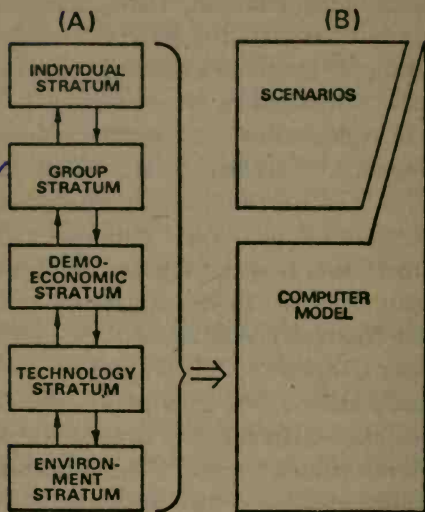 (A)
INDIVIDUAL
STRATUM
GROUP
STRATUM
DEMO-
ECONOMIC
STRATUM
TECHNOLOGY
STRATUM
ENVIRON-
MENT
STRATUM
(B)
SCENARIOS
COMPUTER
MODEL